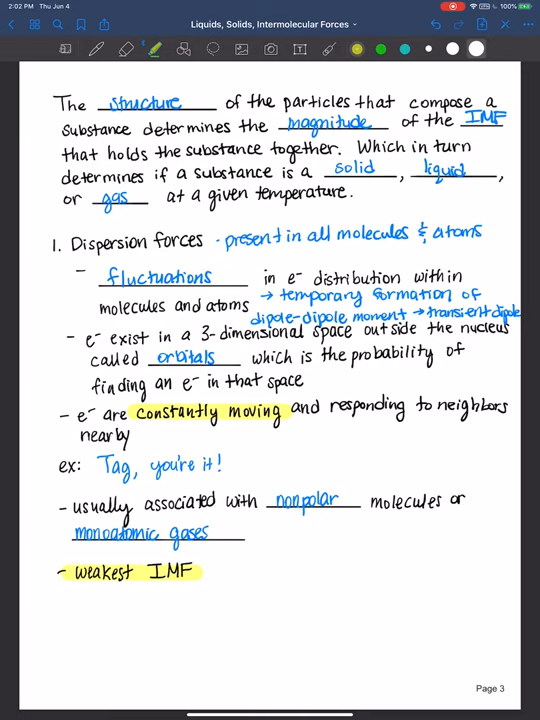 2:02 PM Thu Jun 4
100%
Liquids, Solids, Intermolecular Forces
The structure of the particles that compose a
substance determines the magnitude of the IMF
that holds the substance together. Which in turn
determines if a substance is a solid, liquid,
or gas at a given temperature.
1. Dispersion forces - present in all molecules & atoms
- fluctuations in e⁻ distribution within
molecules and atoms → temporary formation of
dipole-dipole moment → transient dipole
- e⁻ exist in a 3-dimensional space outside the nucleus
called orbitals which is the probability of
finding an e⁻ in that space
- e⁻ are constantly moving and responding to neighbors
nearby
ex: Tag, you're it!
- usually associated with nonpolar molecules or
monoatomic gases
- weakest IMF
Page 3